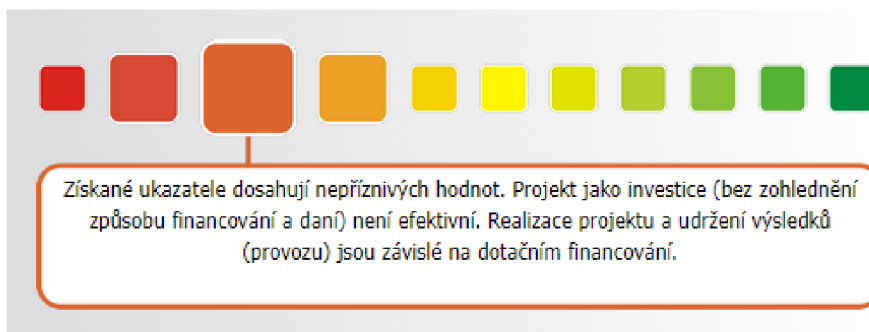 Získané ukazatele dosahují nepříznivých hodnot. Projekt jako investice (bez zohlednění
způsobu financování a daní) není efektivní. Realizace projektu a udržení výsledků
(provozu) jsou závislé na dotačním financování.